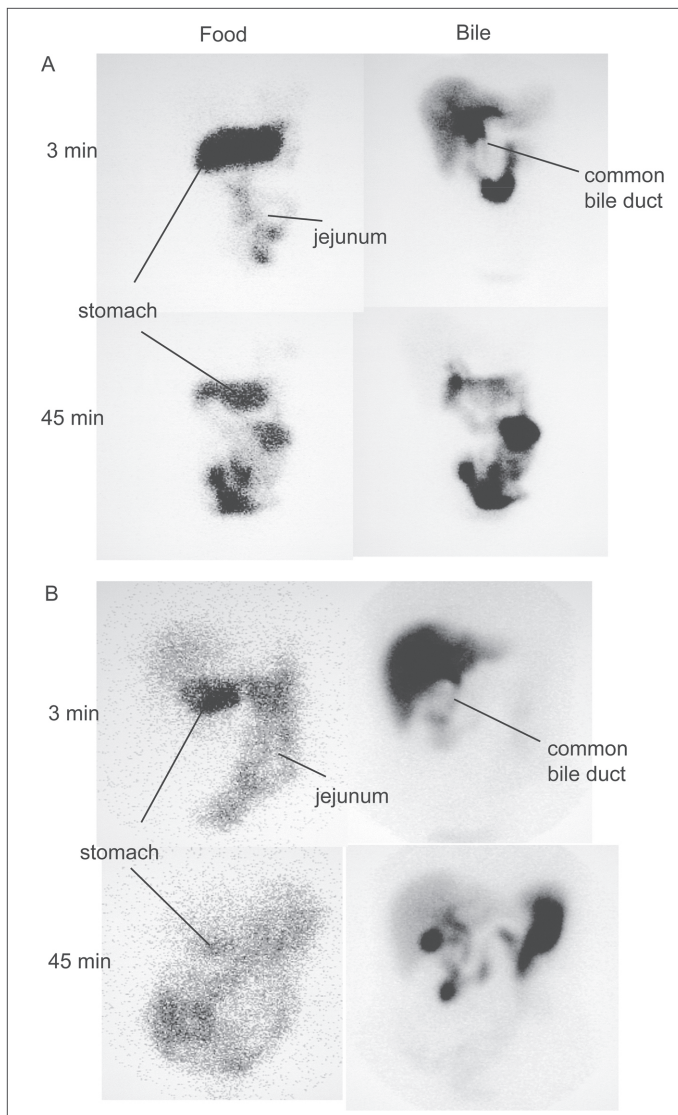 Food Bile
A
3 min
common
bile duct
jejunum
stomach
45 min
B
3 min
common
bile duct
jejunum
stomach
45 min